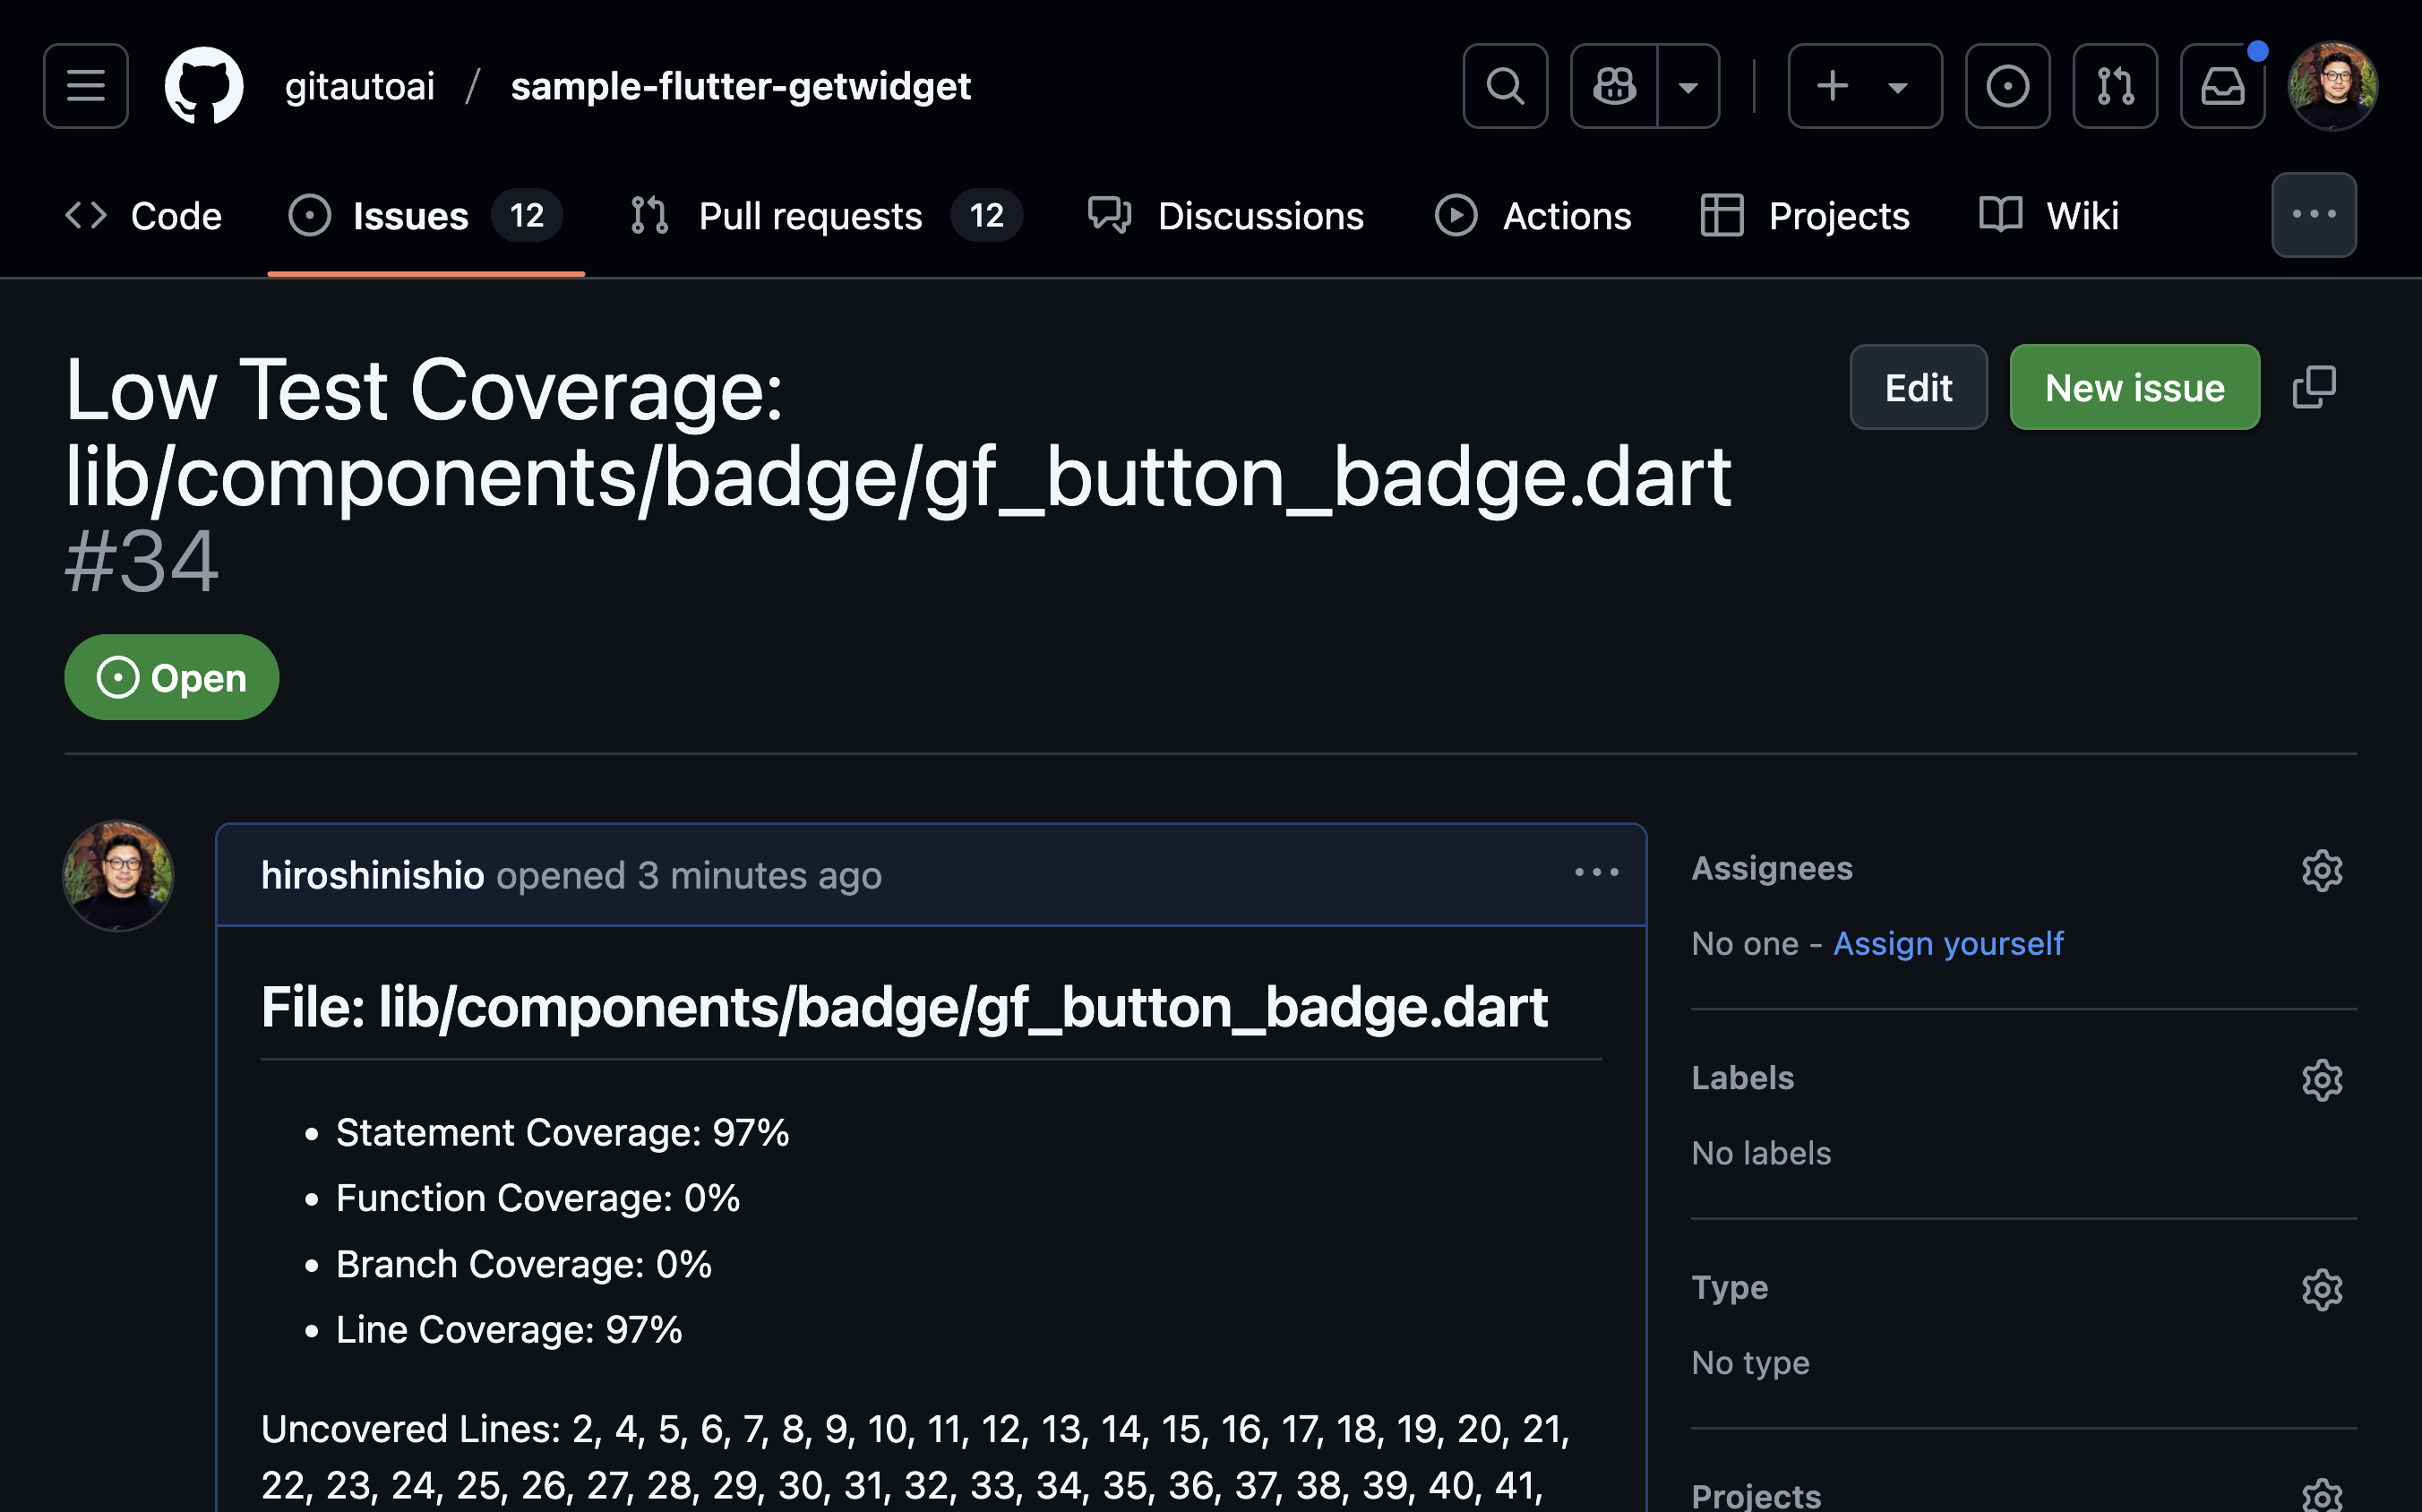 gitautoai / sample-flutter-getwidget
Code Issues 12 Pull requests 12 Discussions Actions Projects Wiki
Low Test Coverage:
lib/components/badge/gf_button_badge.dart
#34
Edit New issue
Open
hiroshinishio opened 3 minutes ago
File: lib/components/badge/gf_button_badge.dart
Statement Coverage: 97%
Function Coverage: 0%
Branch Coverage: 0%
Line Coverage: 97%
Uncovered Lines: 2, 4, 5, 6, 7, 8, 9, 10, 11, 12, 13, 14, 15, 16, 17, 18, 19, 20, 21,
22, 23, 24, 25, 26, 27, 28, 29, 30, 31, 32, 33, 34, 35, 36, 37, 38, 39, 40, 41,
Assignees
No one - Assign yourself
Labels
No labels
Type
No type
Projects